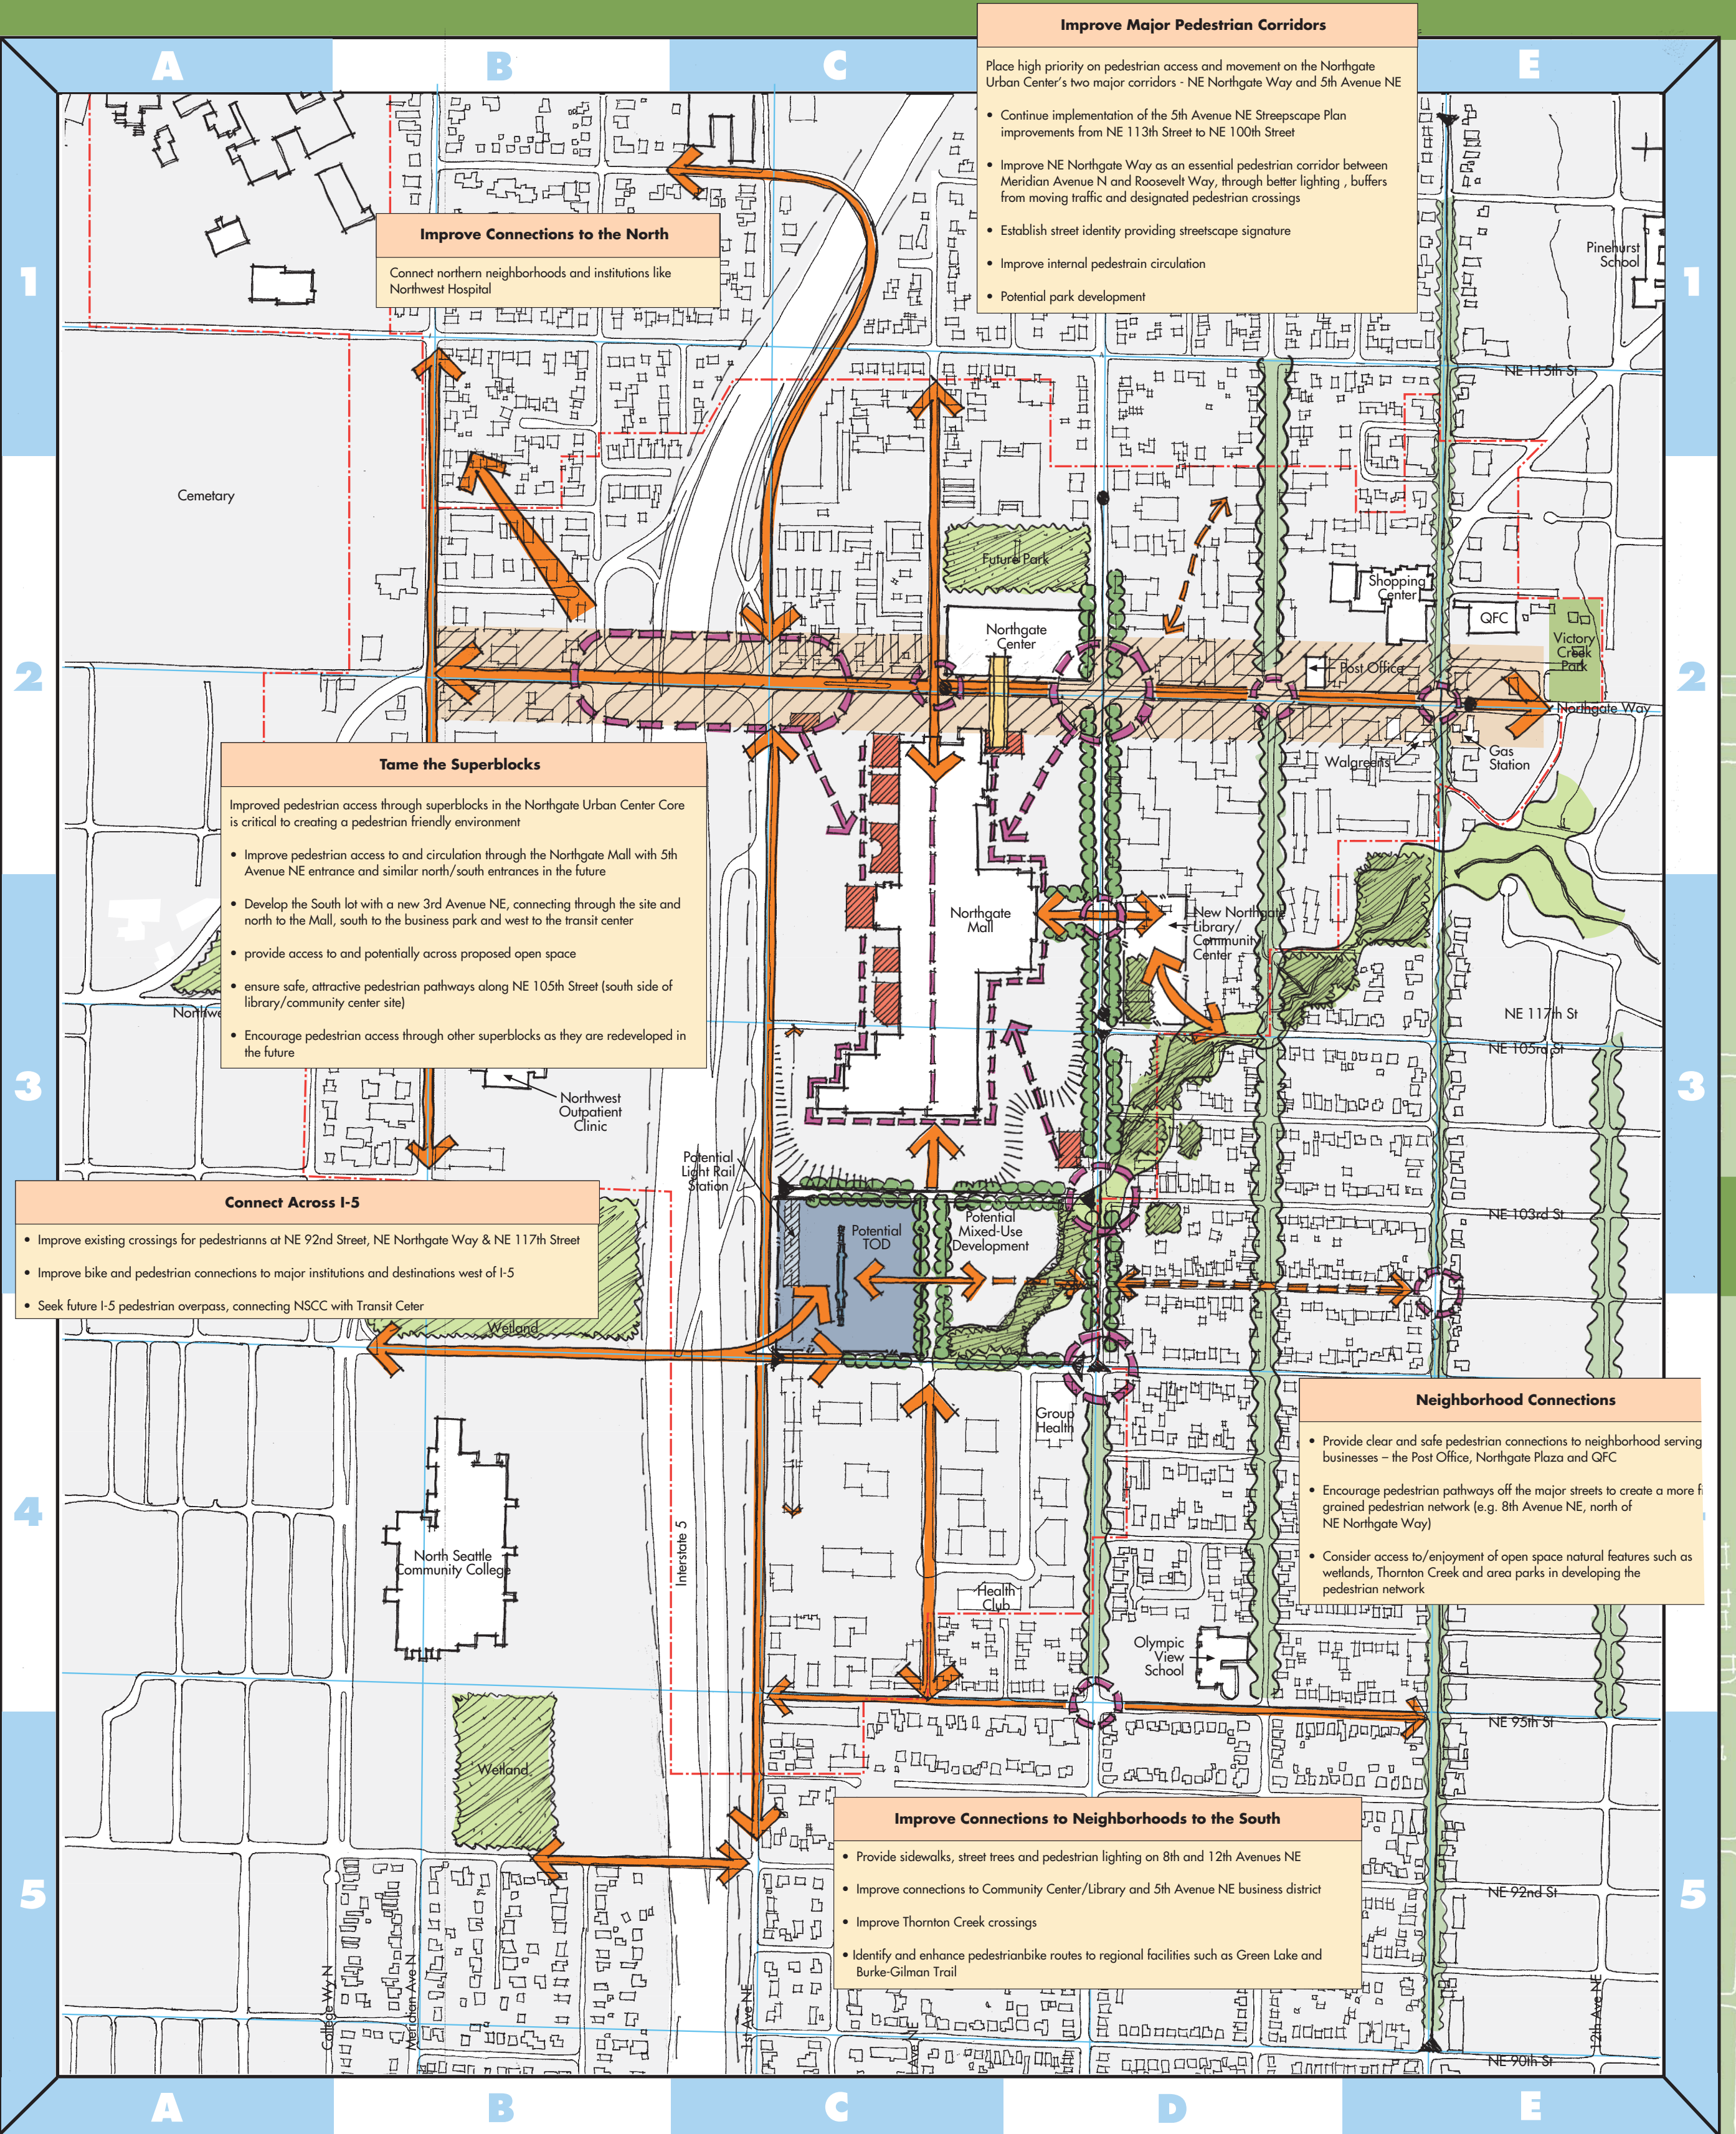 Improve Major Pedestrian Corridors
A
B
C
E
Place high priority on pedestrian access and movement on the Northgate
Urban Center's two major corridors - NE Northgate Way and 5th Avenue NE
• Continue implementation of the 5th Avenue NE Streepscape Plan
improvements from NE 113th Street to NE 100th Street
• Improve NE Northgate Way as an essential pedestrian corridor between
Meridian Avenue N and Roosevelt Way, through better lighting , buffers
from moving traffic and designated pedestrian crossings
• Establish street identity providing streetscape signature
• Improve internal pedestrain circulation
• Potential park development
Improve Connections to the North
Connect northern neighborhoods and institutions like
Northwest Hospital
Pinehurst
School
1
1
NE 115th St
Cemetary
Future Park
Shopping
Center
QFC
Northgate
Center
Victory
Creek
Park
Post Office
2
2
Northgate Way
Walgreens
Gas
Station
Tame the Superblocks
Improved pedestrian access through superblocks in the Northgate Urban Center Core
is critical to creating a pedestrian friendly environment
• Improve pedestrian access to and circulation through the Northgate Mall with 5th
Avenue NE entrance and similar north/south entrances in the future
• Develop the South lot with a new 3rd Avenue NE, connecting through the site and
north to the Mall, south to the business park and west to the transit center
• provide access to and potentially across proposed open space
• ensure safe, attractive pedestrian pathways along NE 105th Street (south side of
library/community center site)
• Encourage pedestrian access through other superblocks as they are redeveloped in
the future
Northgate
Mall
New Northgate
Library/
Community
Center
NE 117th St
NE 105rd St
3
3
Northwest
Outpatient
Clinic
Potential
Light Rail
Station
Connect Across I-5
• Improve existing crossings for pedestrianns at NE 92nd Street, NE Northgate Way & NE 117th Street
• Improve bike and pedestrian connections to major institutions and destinations west of I-5
• Seek future I-5 pedestrian overpass, connecting NSCC with Transit Ceter
Wetland
Potential
TOD
Potential
Mixed-Use
Development
NE 103rd St
Neighborhood Connections
• Provide clear and safe pedestrian connections to neighborhood serving
businesses – the Post Office, Northgate Plaza and QFC
• Encourage pedestrian pathways off the major streets to create a more
grained pedestrian network (e.g. 8th Avenue NE, north of
NE Northgate Way)
• Consider access to/enjoyment of open space natural features such as
wetlands, Thornton Creek and area parks in developing the
pedestrian network
Group
Health
4
North Seattle
Community College
Interstate 5
Health
Club
Olympic
View
School
NE 95th St
Wetland
Improve Connections to Neighborhoods to the South
• Provide sidewalks, street trees and pedestrian lighting on 8th and 12th Avenues NE
• Improve connections to Community Center/Library and 5th Avenue NE business district
• Improve Thornton Creek crossings
• Identify and enhance pedestrianbike routes to regional facilities such as Green Lake and
Burke-Gilman Trail
5
5
NE 92nd St
College Wy N
Meridian Ave N
1st Ave NE
Ave NE
12th Ave NE
NE 90th St
A
B
C
D
E